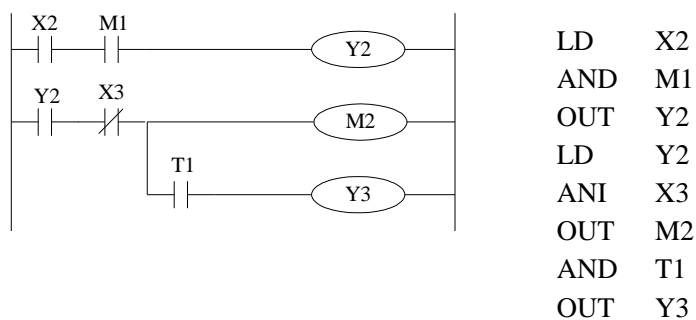 X2 M1
Y2
Y2 X3
M2
T1
Y3
LD X2
AND M1
OUT Y2
LD Y2
ANI X3
OUT M2
AND T1
OUT Y3